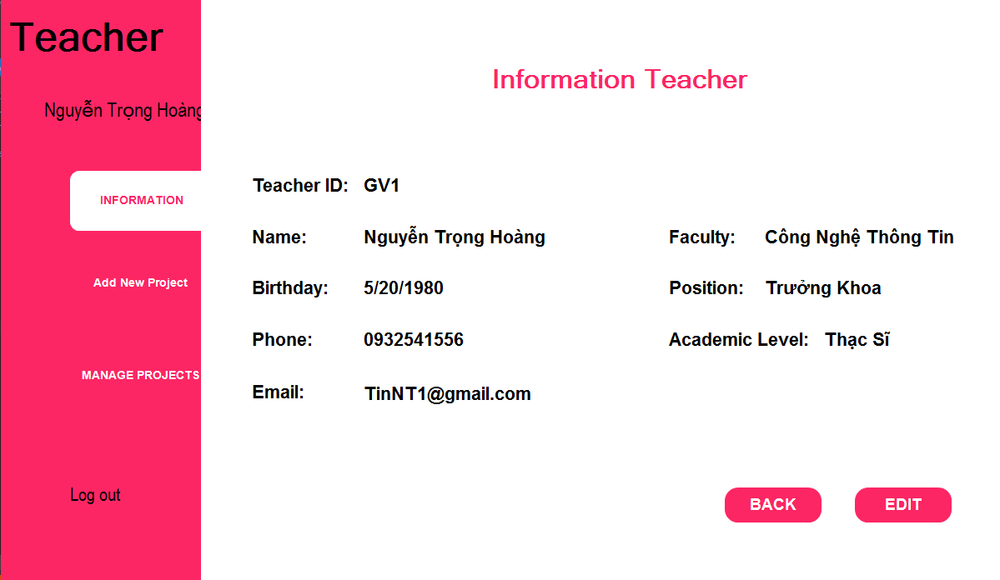 Teacher
Nguyễn Trọng Hoàng
INFORMATION
Add New Project
MANAGE PROJECTS
Log out
Information Teacher
Teacher ID: GV1
Name: Nguyễn Trọng Hoàng Faculty: Công Nghệ Thông Tin
Birthday: 5/20/1980 Position: Trưởng Khoa
Phone: 0932541556 Academic Level: Thạc Sĩ
Email: TinNT1@gmail.com
BACK EDIT